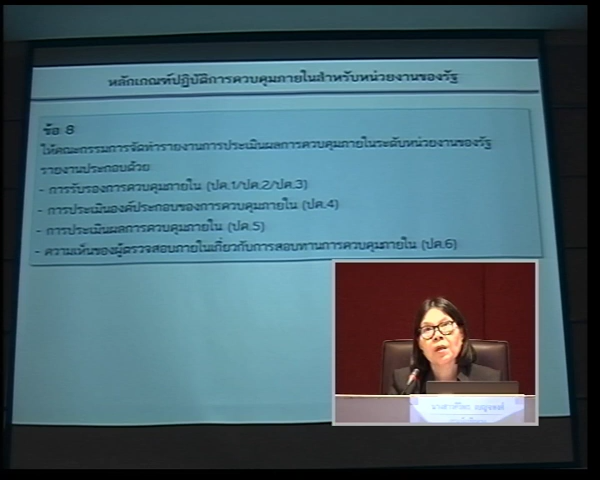 หลักเกณฑ์ปฏิบัติการควบคุมภายในสำหรับหน่วยงานของรัฐ
ข้อ 8
ให้คณะกรรมการจัดทำรายงานการประเมินผลการควบคุมภายในระดับหน่วยงานของรัฐ
รายงานประกอบด้วย
- การรับรองการควบคุมภายใน (ปค.1/ปค.2/ปค.3)
- การประเมินองค์ประกอบของการควบคุมภายใน (ปค.4)
- การประเมินผลการควบคุมภายใน (ปค.5)
- ความเห็นของผู้ตรวจสอบภายในเกี่ยวกับการสอบทานการควบคุมภายใน (ปค.6)